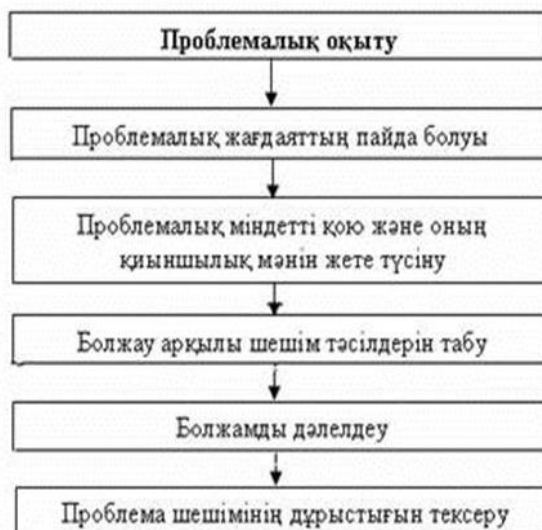 Проблемалық оқыту
Проблемалық жағдаяттың пайда болуы
Проблемалық міндетті қою және оның
қиыншылық мәнін жете түсіну
Болжау арқылы шешім тәсілдерін табу
Болжамды дәлелдеу
Проблема шешімінің дұрыстығын тексеру